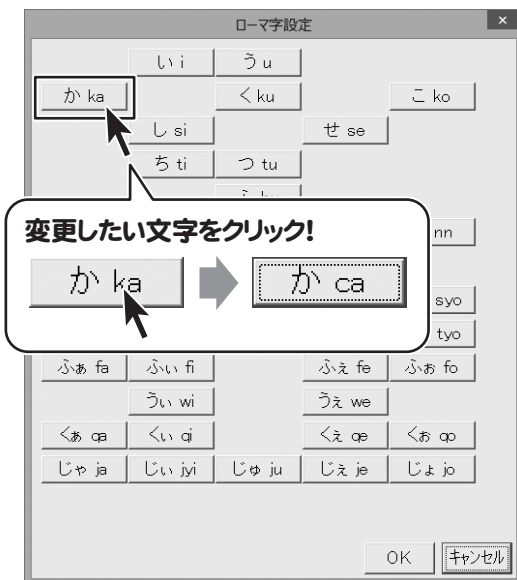 ローマ字設定
×
い i う u
か ka く ku こ ko
し si せ se
ち ti つ tu
変更したい文字をクリック!
nn
か ka か ca
syo
tyo
ふぁ fa ふぃ fi ふぇ fe ふぉ fo
うぃ wi うぇ we
くぁ qa くぃ qi くぇ qe くぉ qo
じゃ ja じぃ jyi じゅ ju じぇ je じょ jo
OK キャンセル